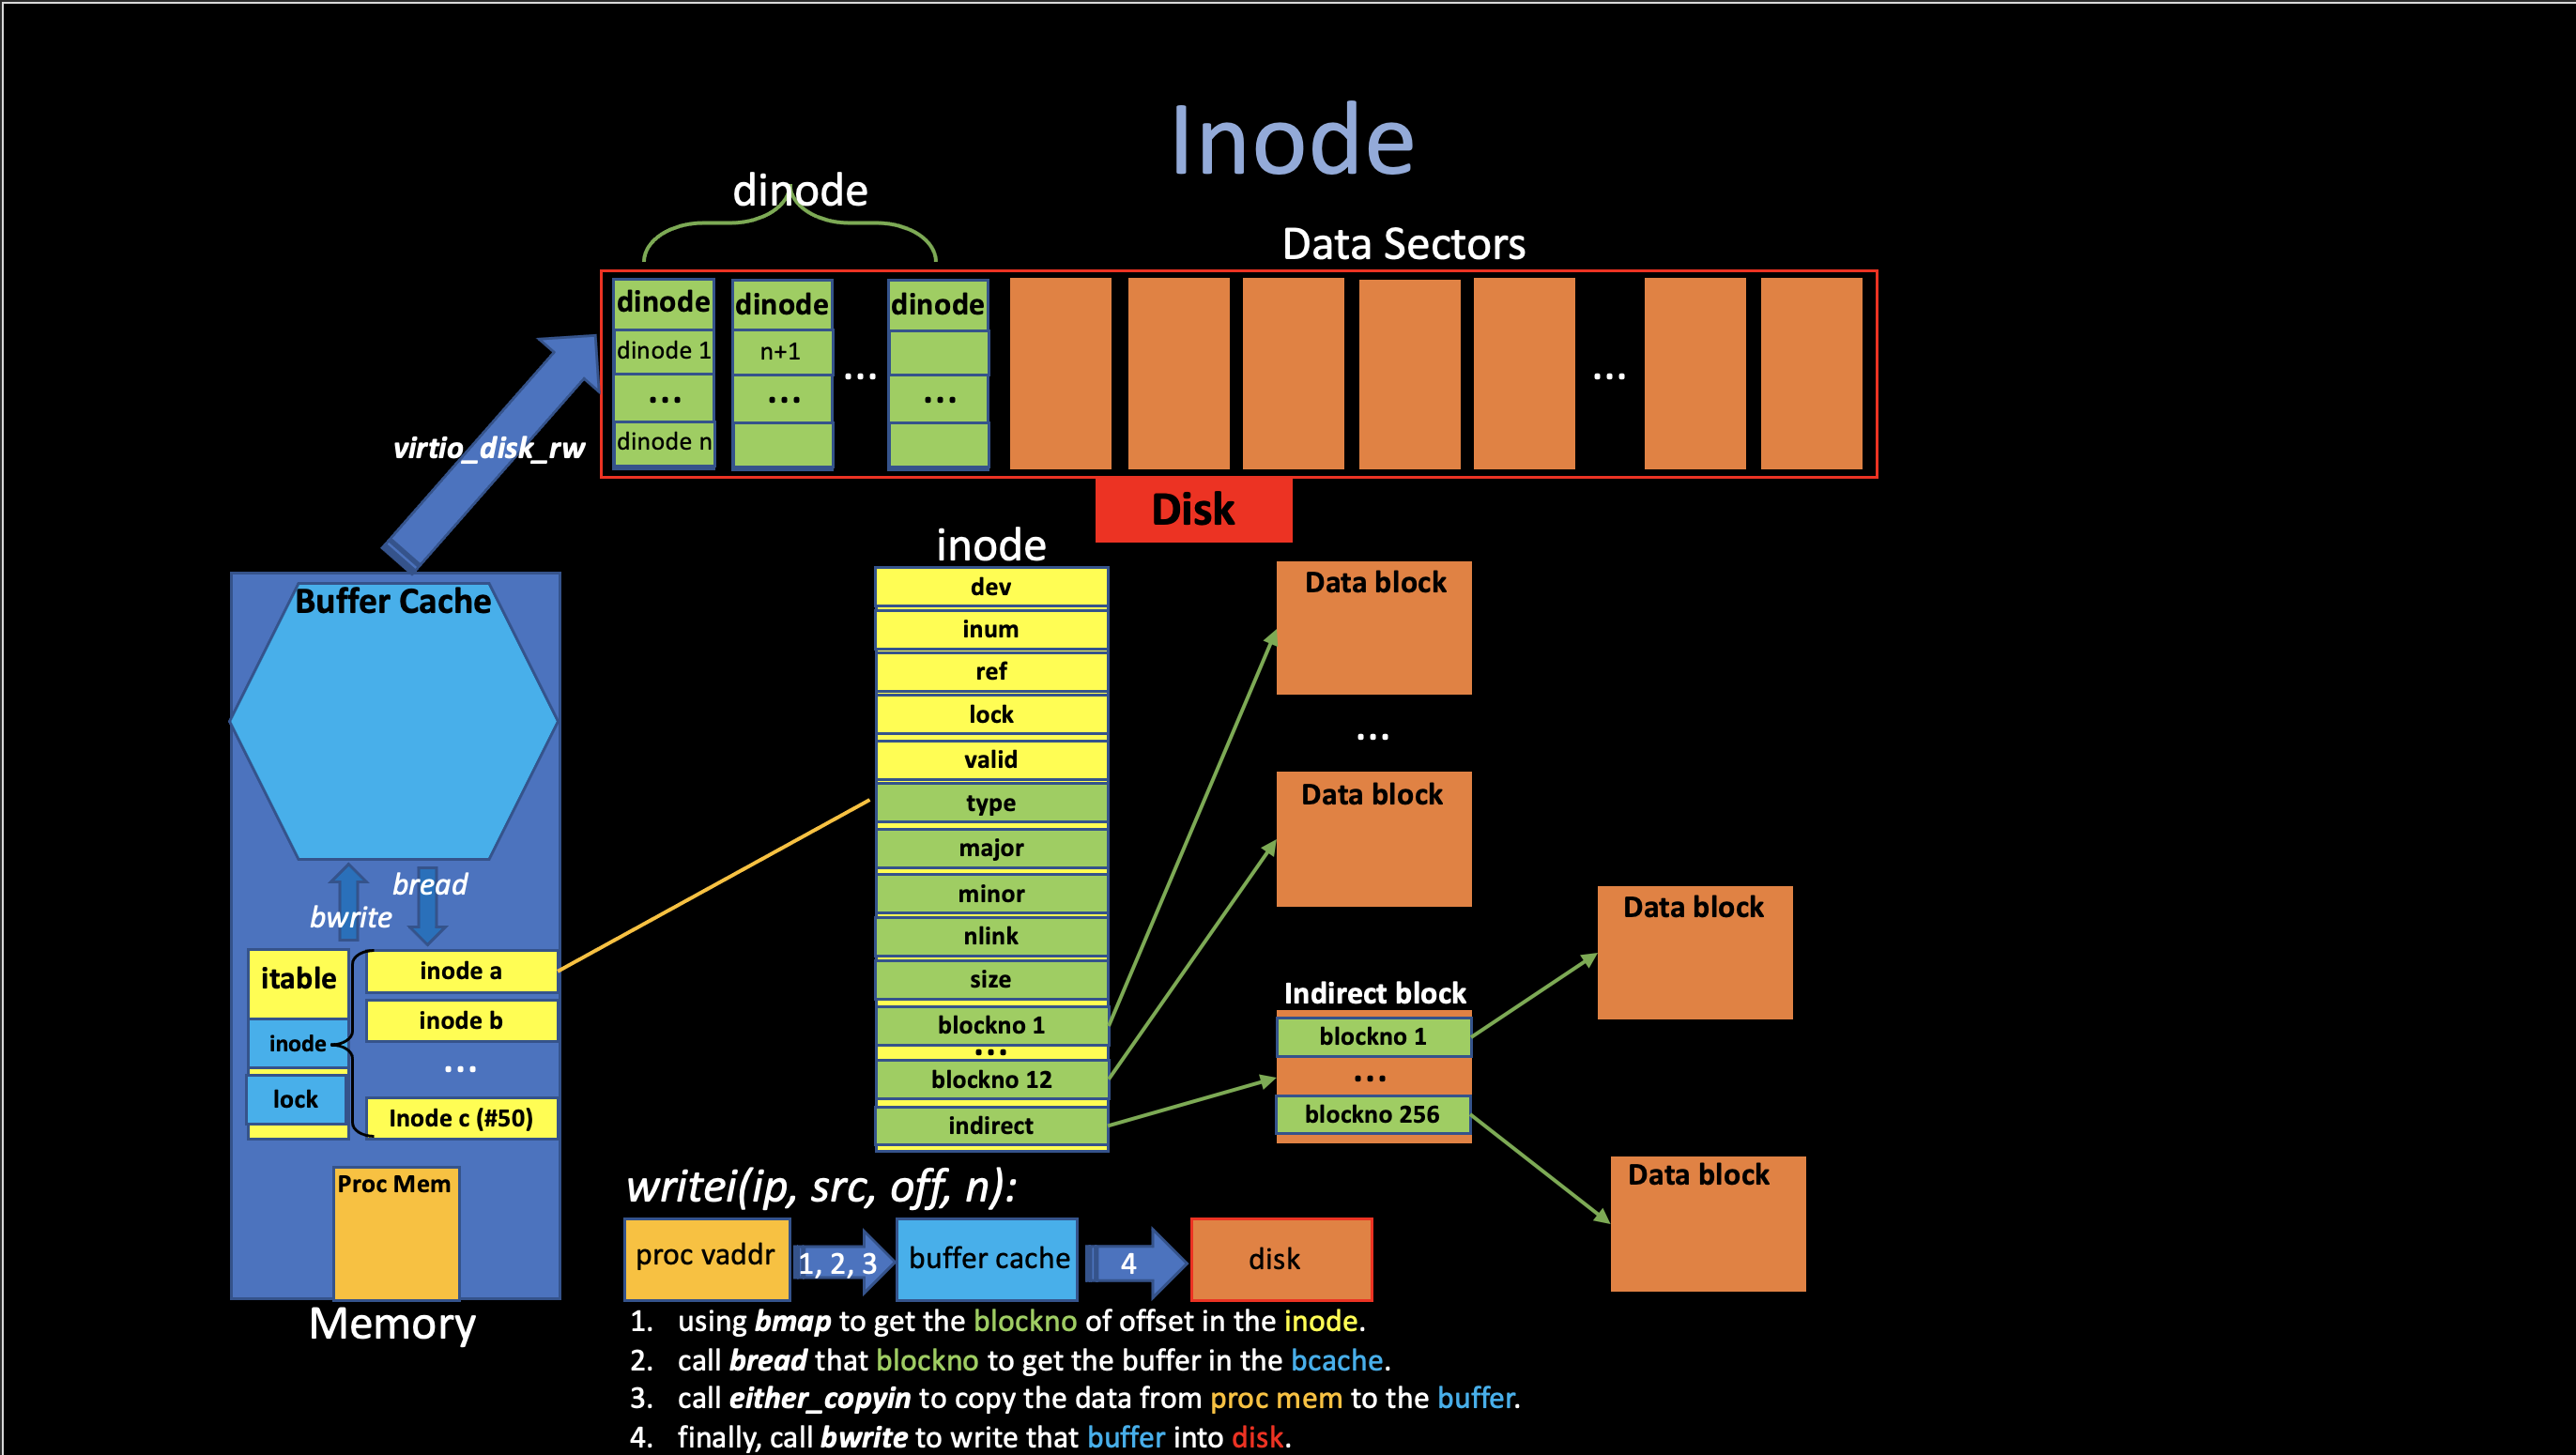 Inode
dinode
Data Sectors
dinode
dinode 1
...
dinode n
dinode
n+1
...
...
dinode
...
...
Disk
virtio_disk_rw
Buffer Cache
bread
bwrite
itable
inode
lock
inode a
inode b
...
Inode c (#50)
Proc Mem
Memory
inode
dev
inum
ref
lock
valid
type
major
minor
nlink
size
blockno 1
...
blockno 12
indirect
Data block
...
Data block
Indirect block
blockno 1
...
blockno 256
Data block
Data block
writei(ip, src, off, n):
proc vaddr
1, 2, 3
buffer cache
4
disk
1. using bmap to get the blockno of offset in the inode.
2. call bread that blockno to get the buffer in the bcache.
3. call either_copyin to copy the data from proc mem to the buffer.
4. finally, call bwrite to write that buffer into disk.